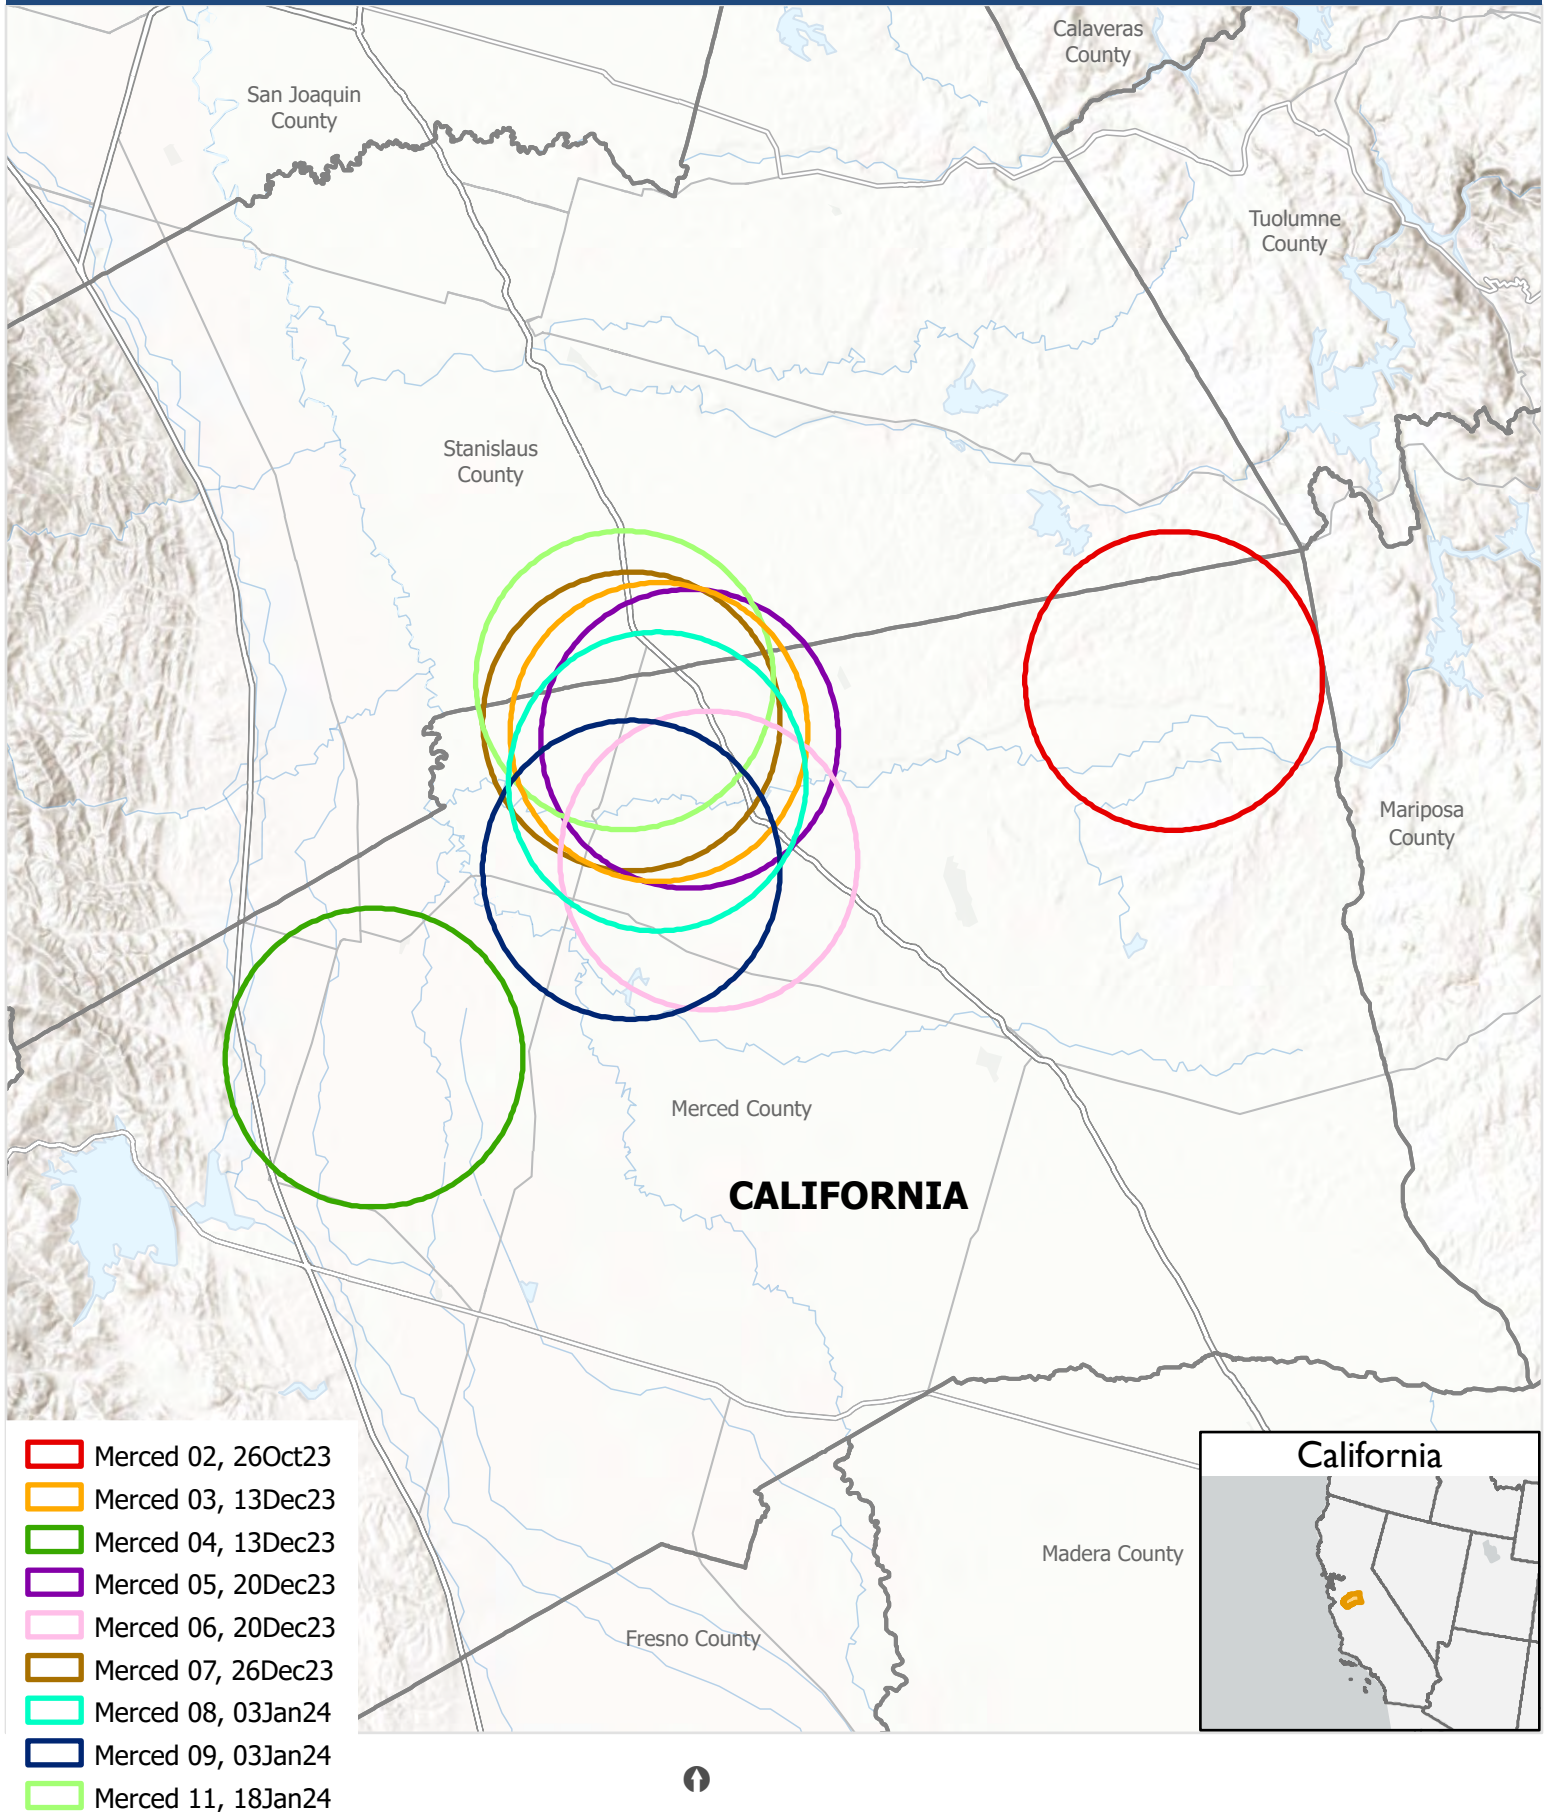 Calaveras
County
San Joaquin
County
Tuolumne
County
Stanislaus
County
Mariposa
County
Merced County
CALIFORNIA
Madera County
Fresno County
Merced 02, 26Oct23
Merced 03, 13Dec23
Merced 04, 13Dec23
Merced 05, 20Dec23
Merced 06, 20Dec23
Merced 07, 26Dec23
Merced 08, 03Jan24
Merced 09, 03Jan24
Merced 11, 18Jan24
California